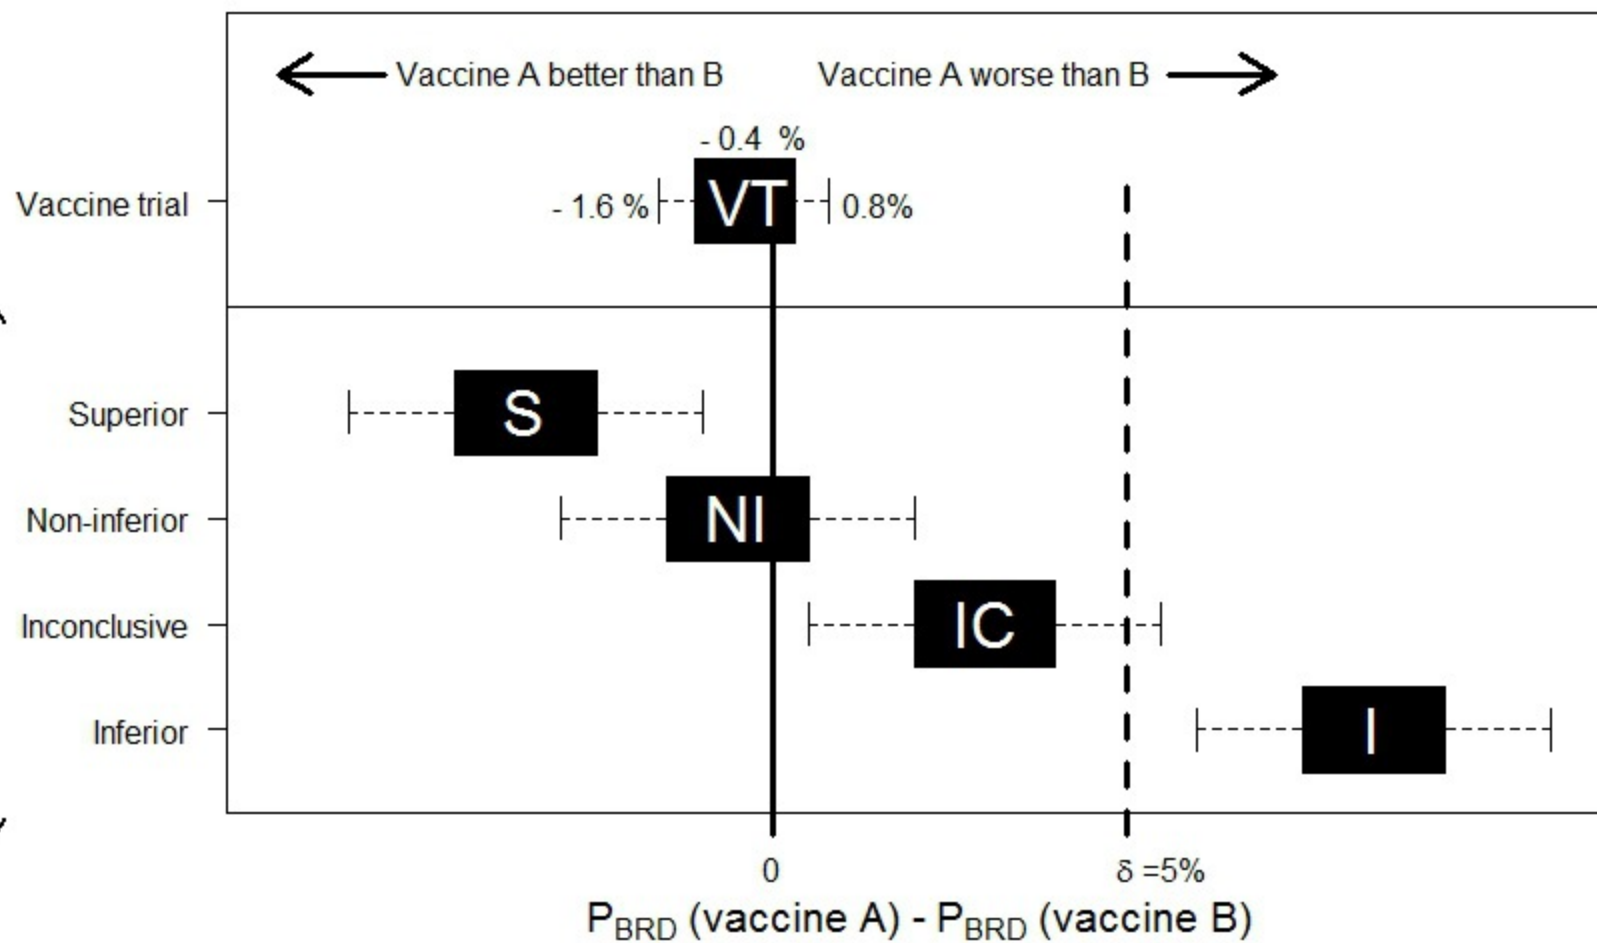 Vaccine A better than B Vaccine A worse than B
- 0.4 %
Vaccine trial - 1.6 % VT 0.8%
Superior S
Non-inferior NI
Inconclusive IC
Inferior I
0 δ =5%
PBRD (vaccine A) - PBRD (vaccine B)